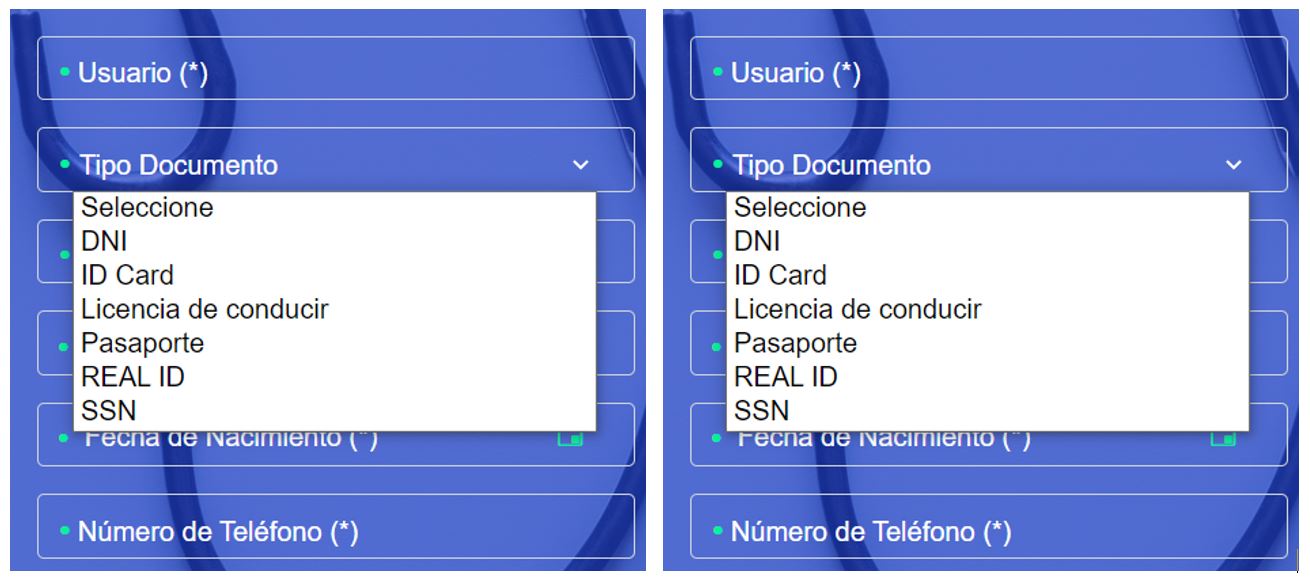 Usuario (*)
Tipo Documento
Seleccione
DNI
ID Card
Licencia de conducir
Pasaporte
REAL ID
SSN
Fecha de Nacimiento (*)
Número de Teléfono (*)
Usuario (*)
Tipo Documento
Seleccione
DNI
ID Card
Licencia de conducir
Pasaporte
REAL ID
SSN
Fecha de Nacimiento (*)
Número de Teléfono (*)